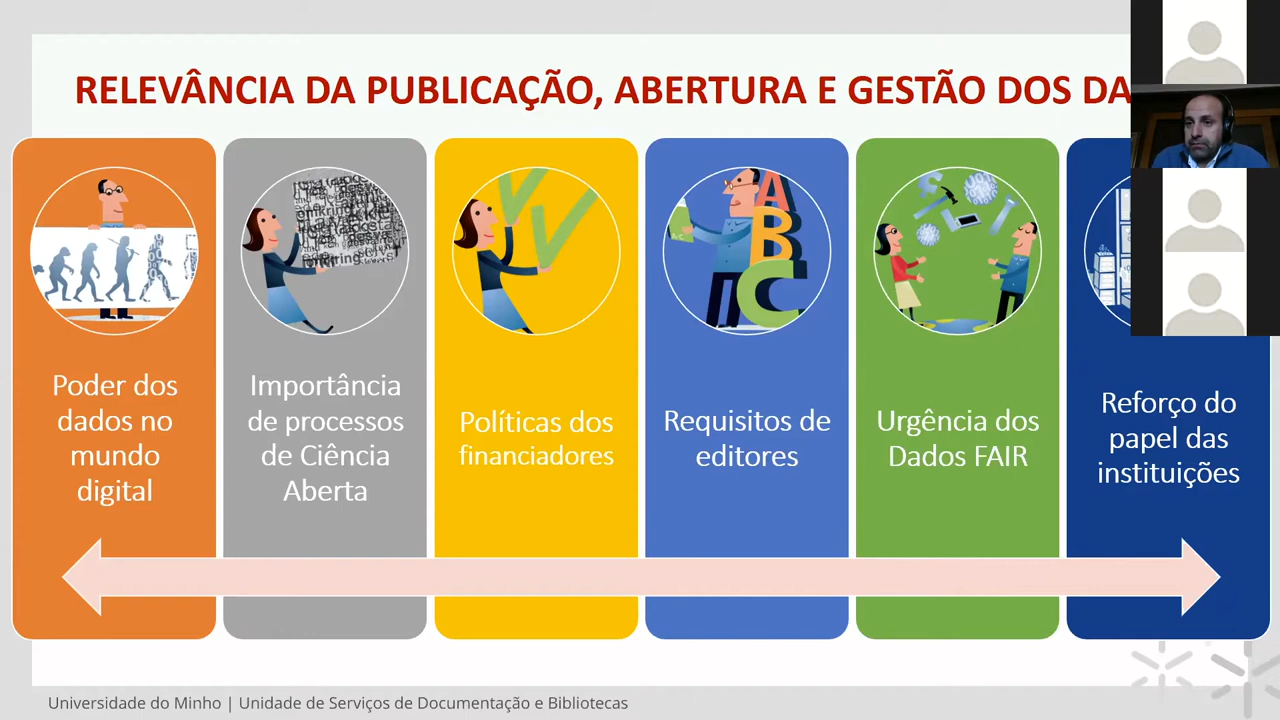 RELEVÂNCIA DA PUBLICAÇÃO, ABERTURA E GESTÃO DOS
Poder dos
dados no
mundo
digital
Importância
de processos
de Ciência
Aberta
Políticas dos
financiadores
Requisitos de
editores
Urgência dos
Dados FAIR
Reforço do
papel das
instituições
A
B
C
Universidade do Minho | Unidade de Serviços de Documentação e Bibliotecas